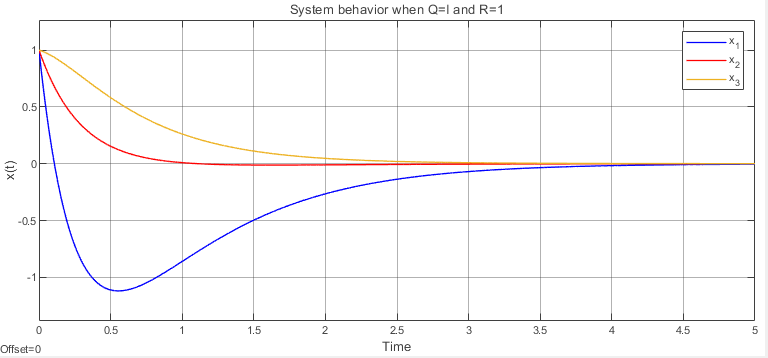 System behavior when Q=I and R=1
x1
x2
x3
1
0.5
0
-0.5
-1
x(t)
0 0.5 1 1.5 2 2.5 3 3.5 4 4.5 5
Time
Offset=0